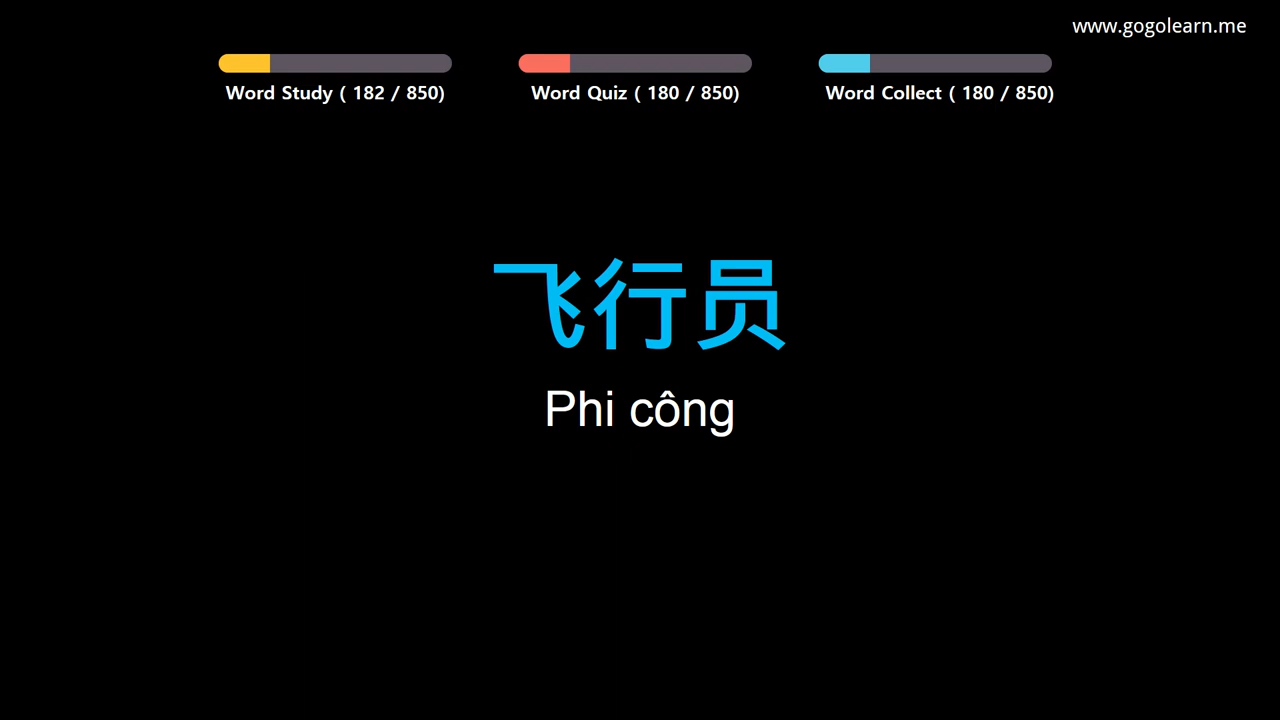 www.gogolearn.me
Word Study ( 182 / 850)
Word Quiz ( 180 / 850)
Word Collect ( 180 / 850)
飞行员
Phi công